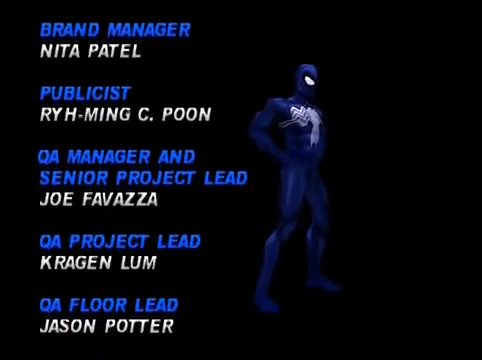 BRAND MANAGER
NITA PATEL
PUBLICIST
RYH-MING C. POON
QA MANAGER AND
SENIOR PROJECT LEAD
JOE FAVAZZA
QA PROJECT LEAD
KRAGEN LUM
QA FLOOR LEAD
JASON POTTER